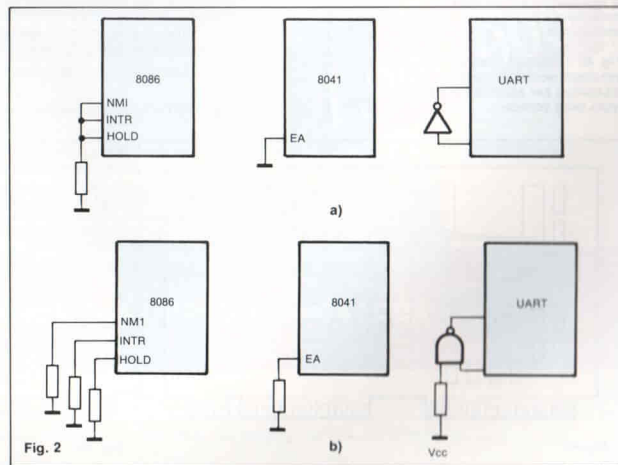 8086
NMI
INTR
HOLD
8041
EA
UART
a)
8086
NM1
INTR
HOLD
8041
EA
UART
Vcc
Fig. 2
b)